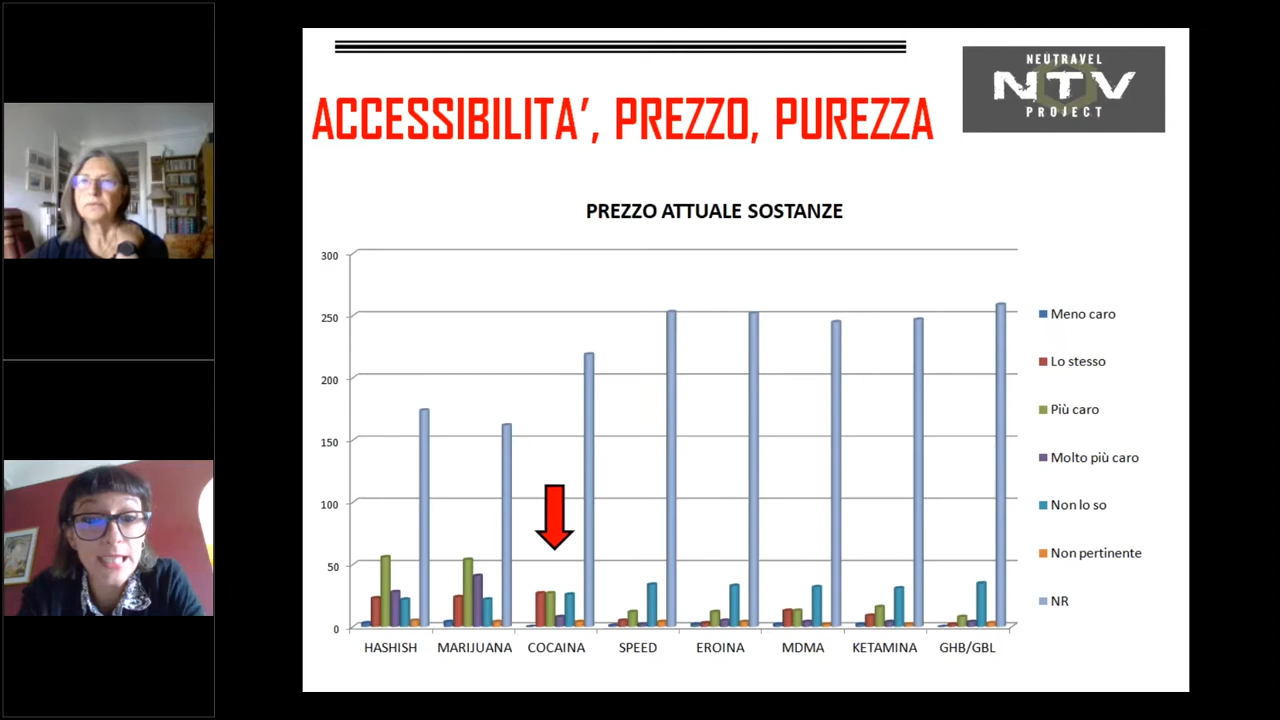 NEUTRAVEL
NTV
PROJECT
ACCESSIBILITA’, PREZZO, PUREZZA
PREZZO ATTUALE SOSTANZE
300
250
200
150
100
50
0
HASHISH MARIJUANA COCAINA SPEED EROINA MDMA KETAMINA GHB/GBL
Meno caro
Lo stesso
Più caro
Molto più caro
Non lo so
Non pertinente
NR